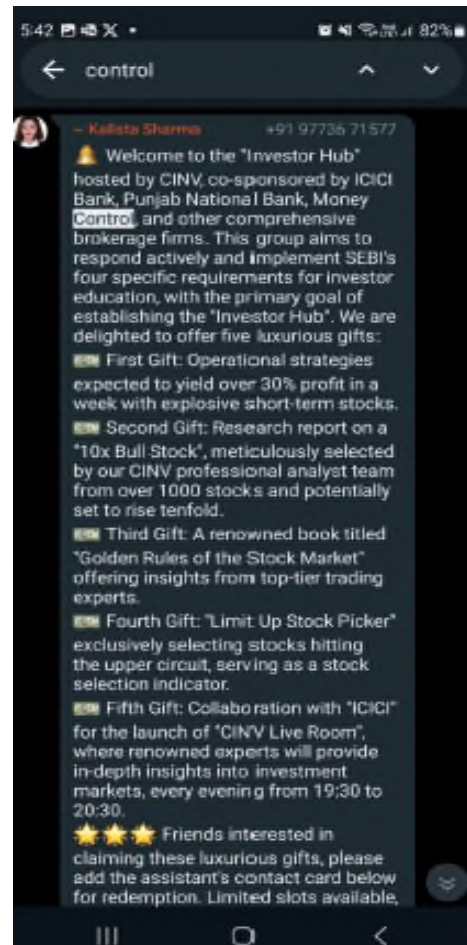 5:42
82%
control
~ Kalista Sharma +91 97736 71577
Welcome to the "Investor Hub"
hosted by CINV, co-sponsored by ICICI
Bank, Punjab National Bank, Money
Control, and other comprehensive
brokerage firms. This group aims to
respond actively and implement SEBI's
four specific requirements for investor
education, with the primary goal of
establishing the "Investor Hub". We are
delighted to offer five luxurious gifts:
First Gift: Operational strategies
expected to yield over 30% profit in a
week with explosive short-term stocks.
Second Gift: Research report on a
"10x Bull Stock", meticulously selected
by our CINV professional analyst team
from over 1000 stocks and potentially
set to rise tenfold.
Third Gift: A renowned book titled
"Golden Rules of the Stock Market"
offering insights from top-tier trading
experts.
Fourth Gift: "Limit Up Stock Picker"
exclusively selecting stocks hitting
the upper circuit, serving as a stock
selection indicator.
Fifth Gift: Collaboration with "ICICI"
for the launch of "CINV Live Room",
where renowned experts will provide
in-depth insights into investment
markets, every evening from 19:30 to
20:30.
Friends interested in
claiming these luxurious gifts, please
add the assistant's contact card below
for redemption. Limited slots available,